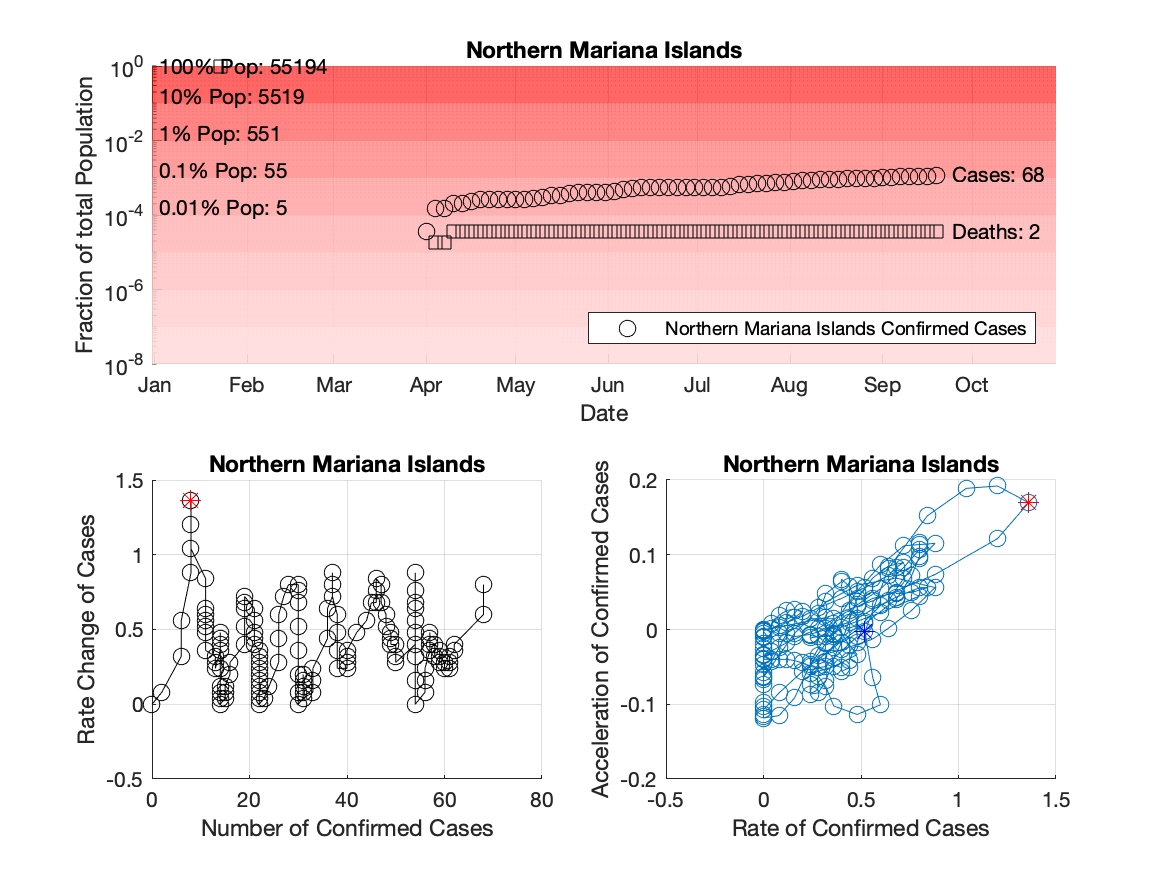 Northern Mariana Islands
Fraction of total Population
10^0
10^-2
10^-4
10^-6
10^-8
100% Pop: 55194
10% Pop: 5519
1% Pop: 551
0.1% Pop: 55
0.01% Pop: 5
Cases: 68
Deaths: 2
Northern Mariana Islands Confirmed Cases
Jan Feb Mar Apr May Jun Jul Aug Sep Oct
Date
Northern Mariana Islands
Rate Change of Cases
1.5
1
0.5
0
-0.5
0 20 40 60 80
Number of Confirmed Cases
Northern Mariana Islands
Acceleration of Confirmed Cases
0.2
0.1
0
-0.1
-0.2
-0.5 0 0.5 1 1.5
Rate of Confirmed Cases